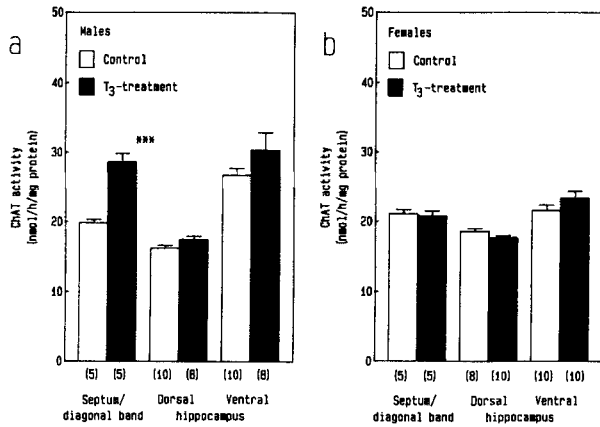 a
Males
Control
T3-treatment
50
40
30
20
10
0
ChAT activity
(nmol/h/mg protein)
***
(5) (5) (10) (8) (10) (8)
Septum/ Dorsal Ventral
diagonal band hippocampus
b
Females
Control
T3-treatment
50
40
30
20
10
0
ChAT activity
(nmol/h/mg protein)
(5) (5) (8) (10) (10) (10)
Septum/ Dorsal Ventral
diagonal band hippocampus